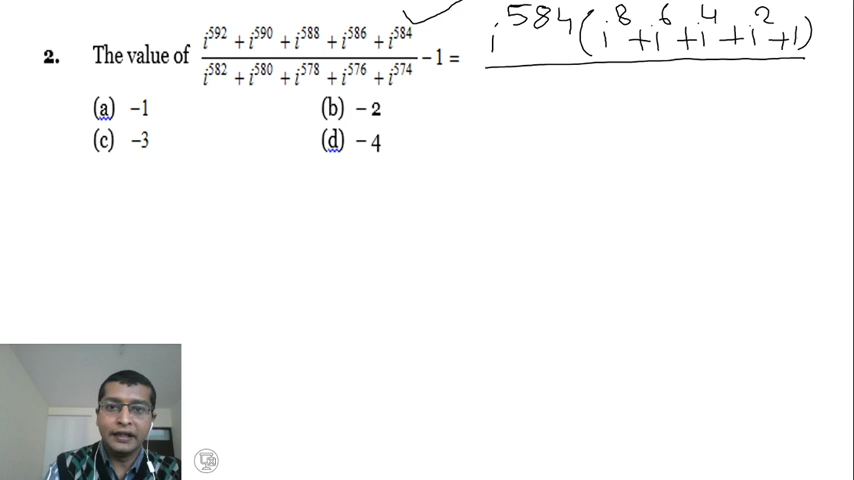 i^584 (i^8 + i^6 + i^4 + i^2 + 1)
2. The value of \frac{i^{592} + i^{590} + i^{588} + i^{586} + i^{584}}{i^{582} + i^{580} + i^{578} + i^{576} + i^{574}} − 1 =
(a) −1 (b) − 2
(c) −3 (d) − 4